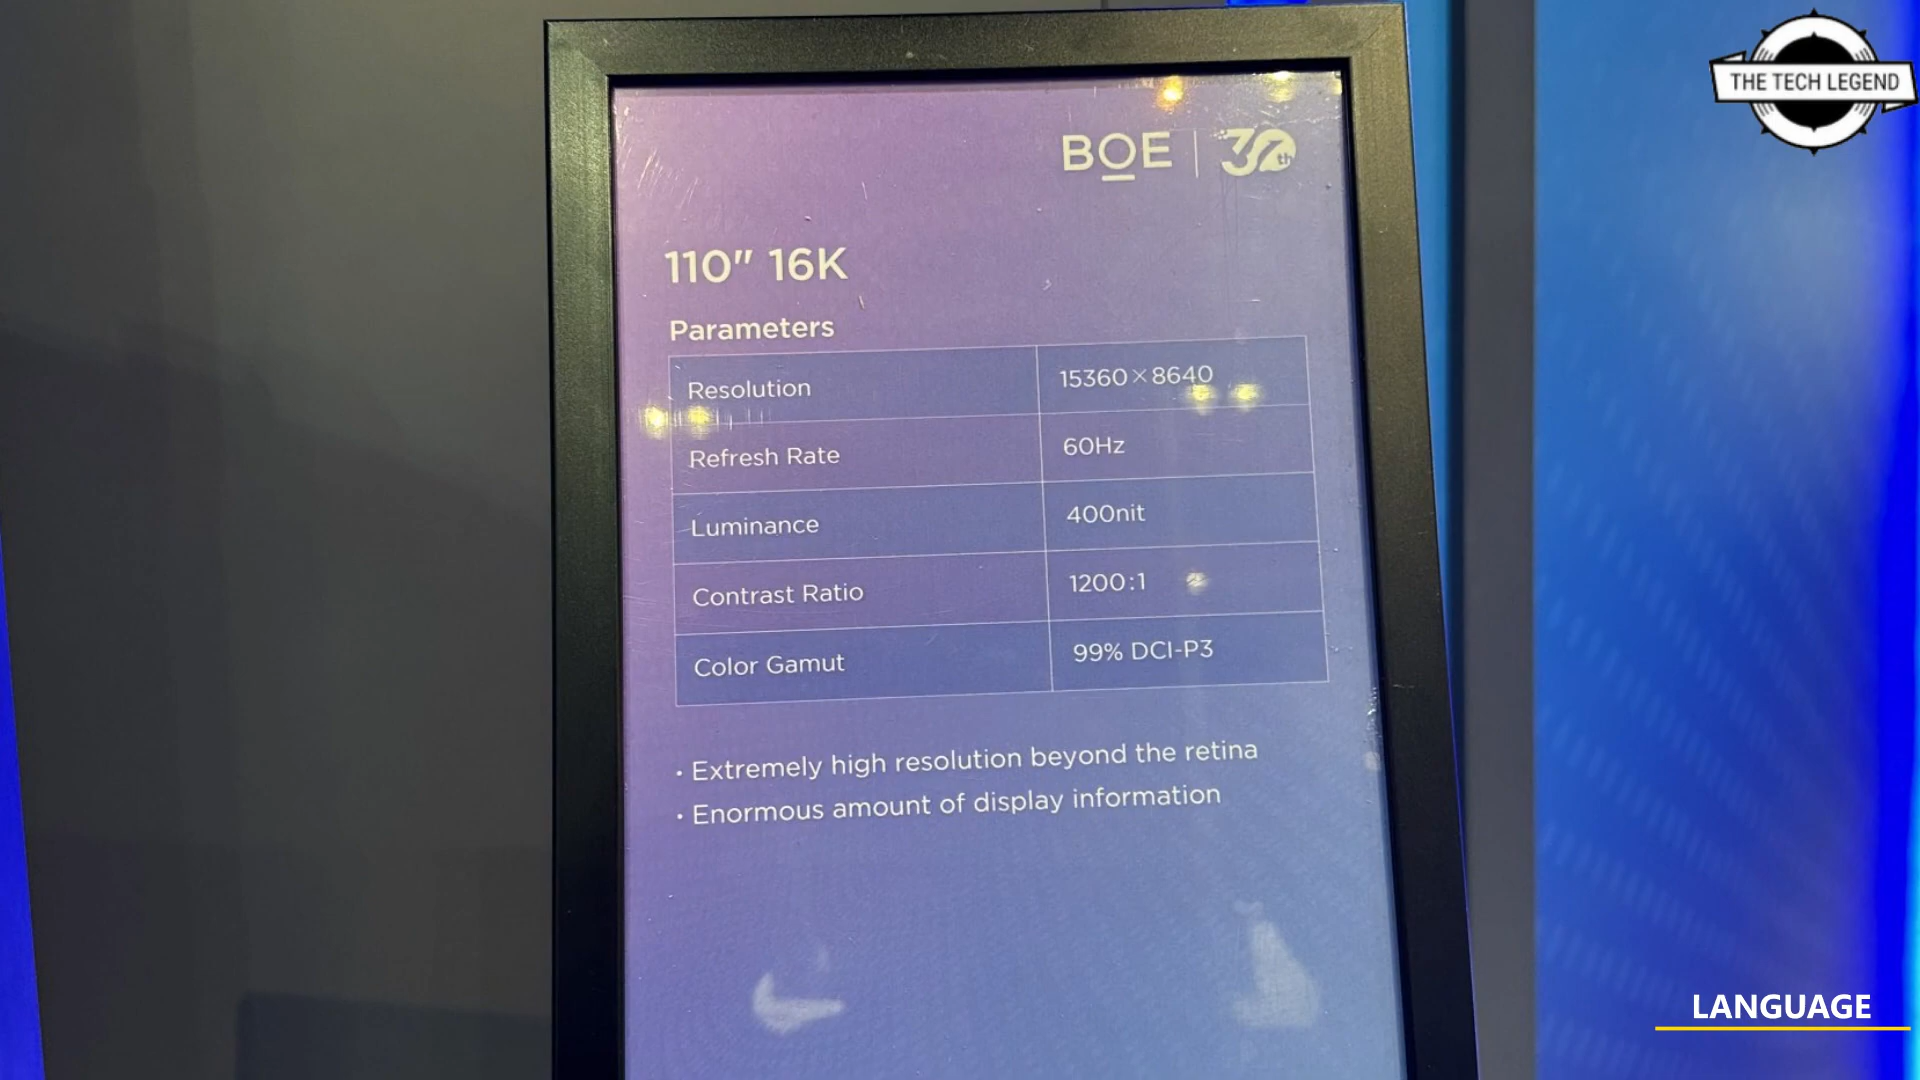 THE TECH LEGEND
BOE | 30th
110" 16K
Parameters
Resolution 15360×8640
Refresh Rate 60Hz
Luminance 400nit
Contrast Ratio 1200:1
Color Gamut 99% DCI-P3
· Extremely high resolution beyond the retina
· Enormous amount of display information
LANGUAGE